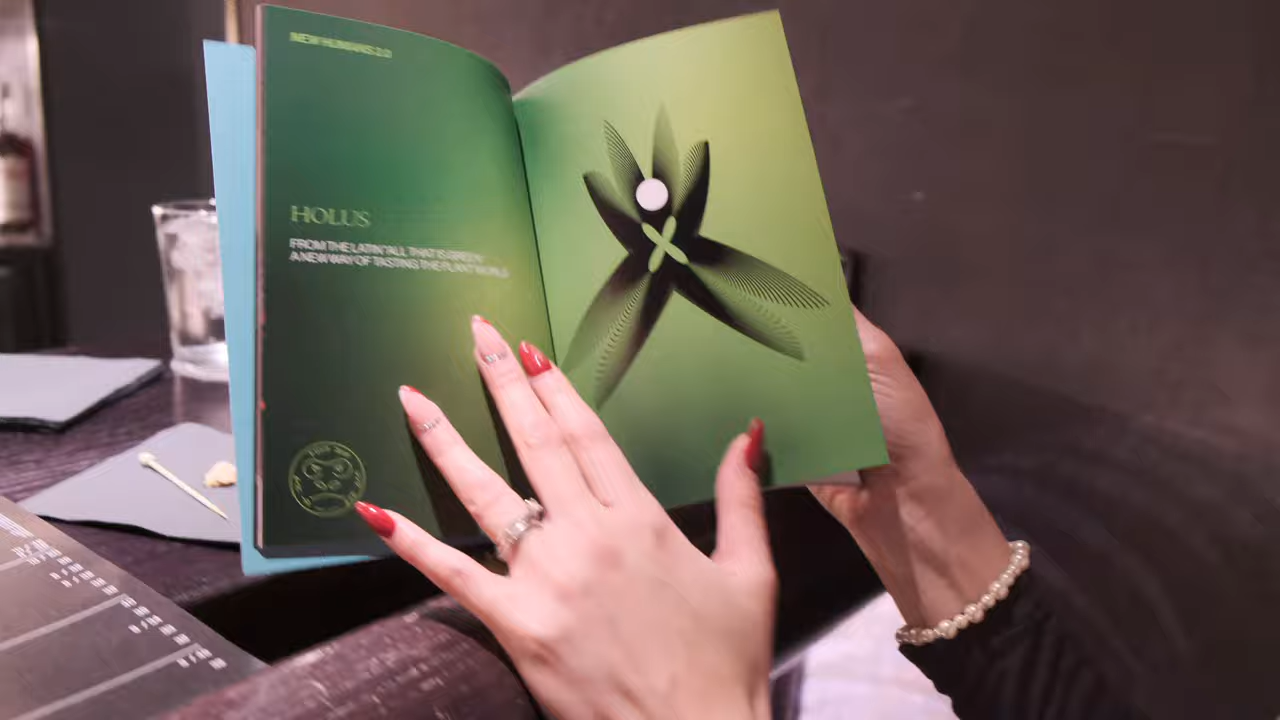 NEW HUMANS 2.0
HOLUS
FROM THE LATIN "ALL THAT IS GREEN"
A NEW WAY OF TASTING THE PLANT WORLD